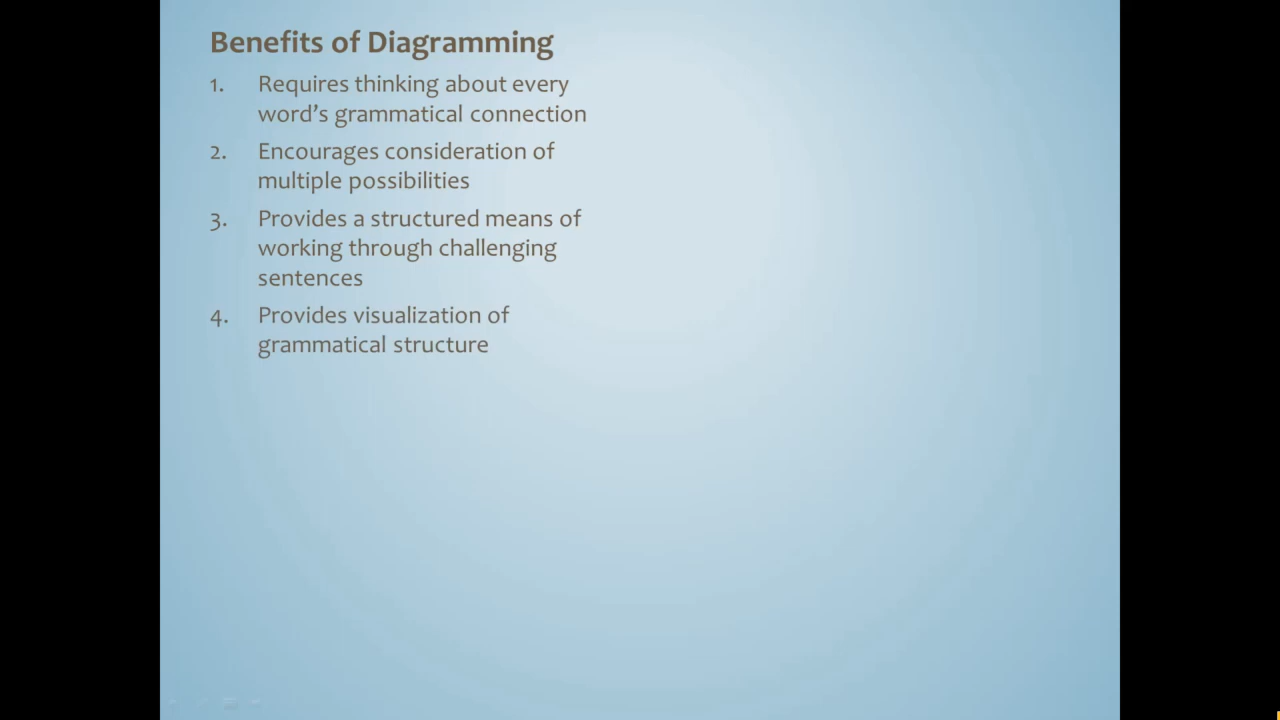 Benefits of Diagramming
1. Requires thinking about every
word’s grammatical connection
2. Encourages consideration of
multiple possibilities
3. Provides a structured means of
working through challenging
sentences
4. Provides visualization of
grammatical structure